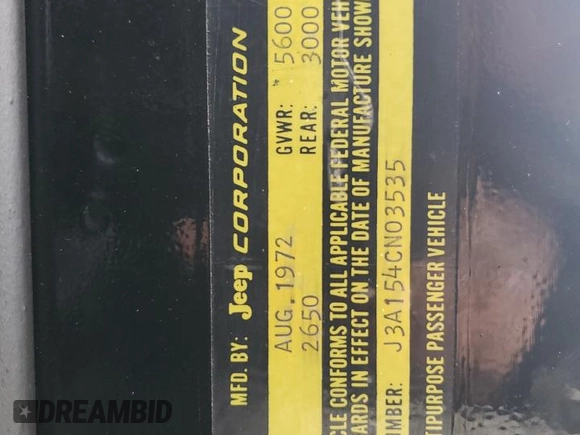 MFD. BY: Jeep CORPORATION
AUG. 1972 GVWR: 5600
2650 REAR: 3000
CLE CONFORMS TO ALL APPLICABLE FEDERAL MOTOR VEH
ARDS IN EFFECT ON THE DATE OF MANUFACTURE SHOW
UMBER: J3A154CN03535
TIPURPOSE PASSENGER VEHICLE
DREAMBID